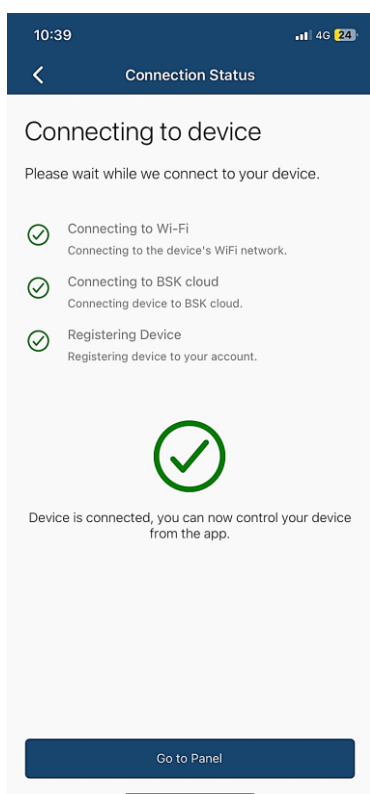 10:39
4G 24
Connection Status
Connecting to device
Please wait while we connect to your device.
Connecting to Wi-Fi
Connecting to the device's WiFi network.
Connecting to BSK cloud
Connecting device to BSK cloud.
Registering Device
Registering device to your account.
Device is connected, you can now control your device
from the app.
Go to Panel